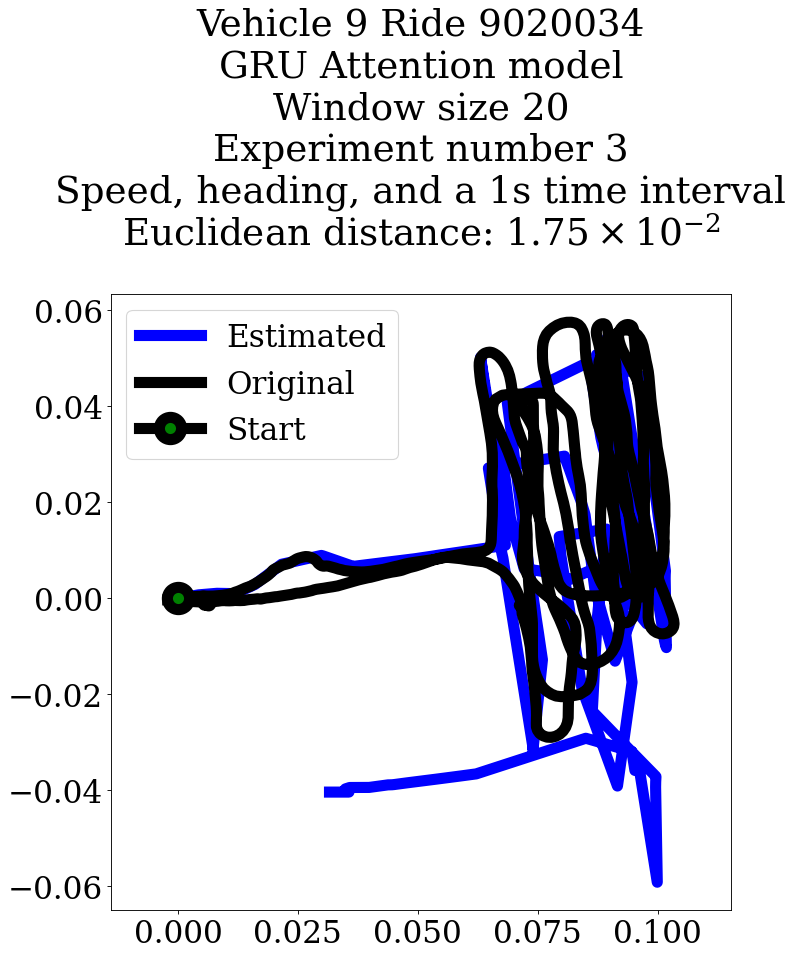 Vehicle 9 Ride 9020034
GRU Attention model
Window size 20
Experiment number 3
Speed, heading, and a 1s time interval
Euclidean distance: 1.75 × 10⁻²
Estimated
Original
Start
0.06
0.04
0.02
0.00
−0.02
−0.04
−0.06
0.000 0.025 0.050 0.075 0.100